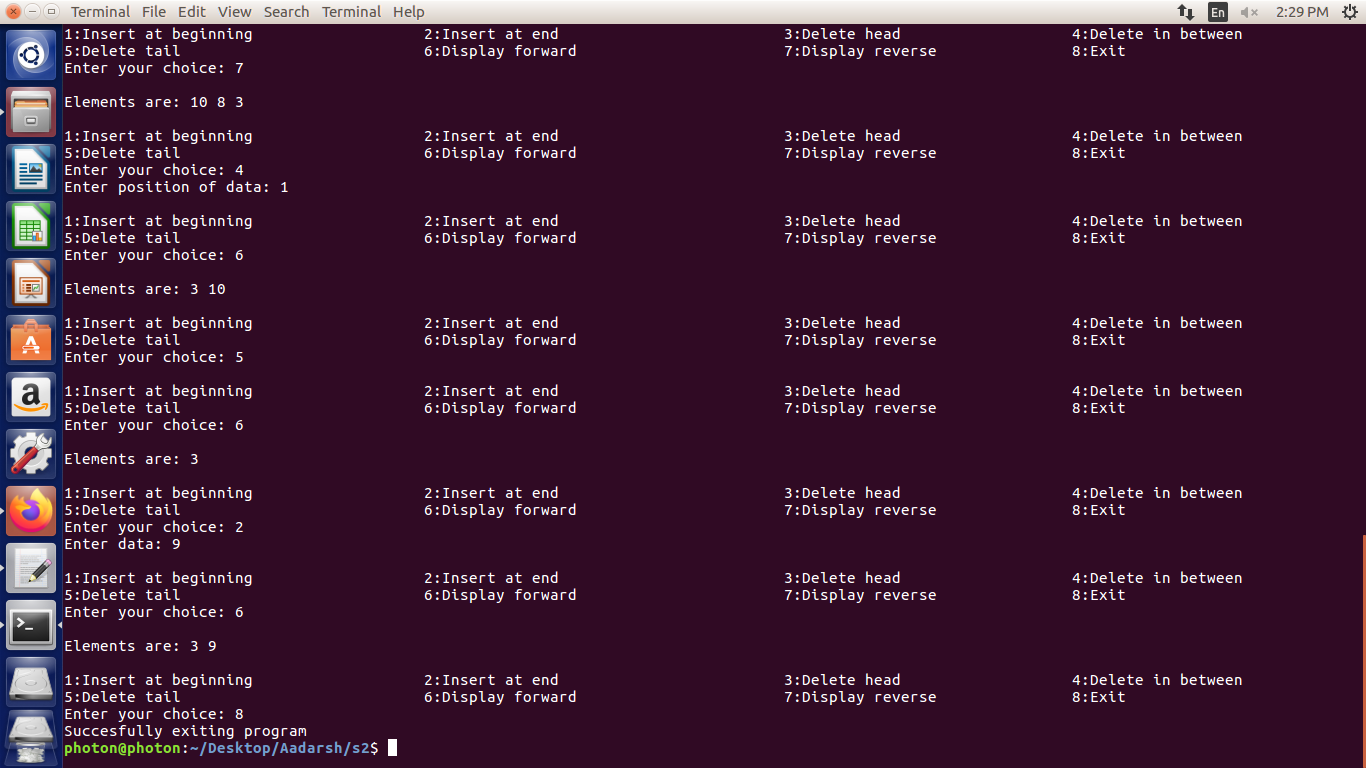 Terminal File Edit View Search Terminal Help En 2:29 PM
1:Insert at beginning 2:Insert at end 3:Delete head 4:Delete in between
5:Delete tail 6:Display forward 7:Display reverse 8:Exit
Enter your choice: 7
Elements are: 10 8 3
1:Insert at beginning 2:Insert at end 3:Delete head 4:Delete in between
5:Delete tail 6:Display forward 7:Display reverse 8:Exit
Enter your choice: 4
Enter position of data: 1
1:Insert at beginning 2:Insert at end 3:Delete head 4:Delete in between
5:Delete tail 6:Display forward 7:Display reverse 8:Exit
Enter your choice: 6
Elements are: 3 10
1:Insert at beginning 2:Insert at end 3:Delete head 4:Delete in between
5:Delete tail 6:Display forward 7:Display reverse 8:Exit
Enter your choice: 5
1:Insert at beginning 2:Insert at end 3:Delete head 4:Delete in between
5:Delete tail 6:Display forward 7:Display reverse 8:Exit
Enter your choice: 6
Elements are: 3
1:Insert at beginning 2:Insert at end 3:Delete head 4:Delete in between
5:Delete tail 6:Display forward 7:Display reverse 8:Exit
Enter your choice: 2
Enter data: 9
1:Insert at beginning 2:Insert at end 3:Delete head 4:Delete in between
5:Delete tail 6:Display forward 7:Display reverse 8:Exit
Enter your choice: 6
Elements are: 3 9
1:Insert at beginning 2:Insert at end 3:Delete head 4:Delete in between
5:Delete tail 6:Display forward 7:Display reverse 8:Exit
Enter your choice: 8
Succesfully exiting program
photon@photon:~/Desktop/Aadarsh/s2$